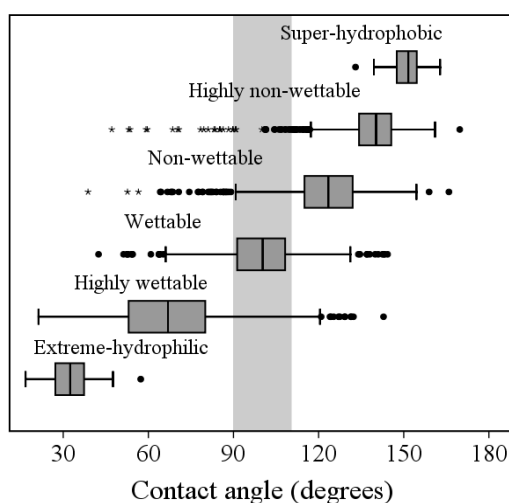 Super-hydrophobic
Highly non-wettable
Non-wettable
Wettable
Highly wettable
Extreme-hydrophilic
30 60 90 120 150 180
Contact angle (degrees)